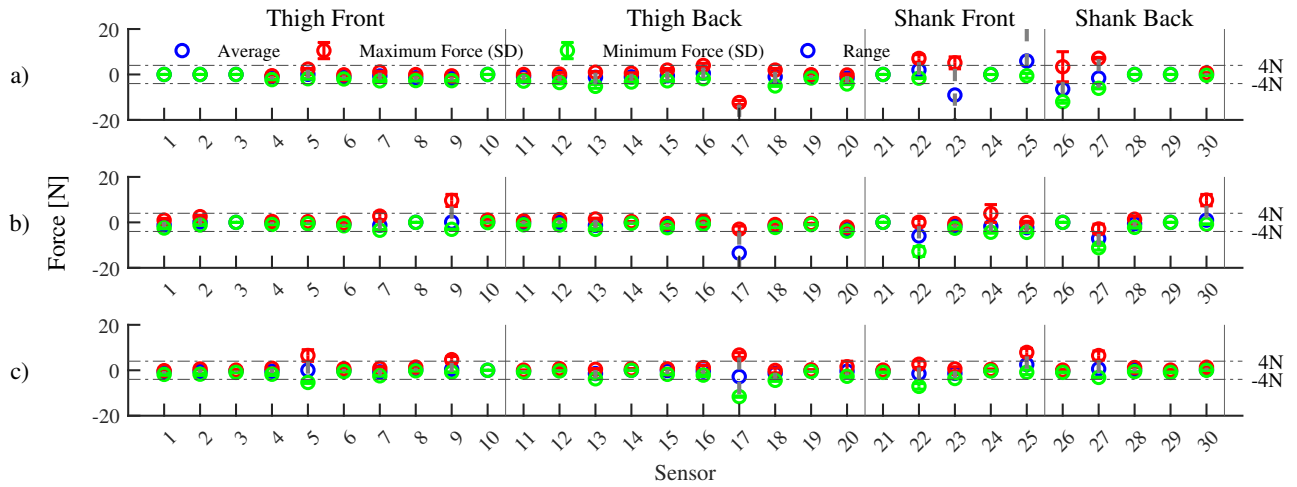 Thigh Front Thigh Back Shank Front Shank Back
20 Average Maximum Force (SD) Minimum Force (SD) Range
a) 0 4N
-4N
-20
1 2 3 4 5 6 7 8 9 10 11 12 13 14 15 16 17 18 19 20 21 22 23 24 25 26 27 28 29 30
20
b) 0 4N
-4N
-20
1 2 3 4 5 6 7 8 9 10 11 12 13 14 15 16 17 18 19 20 21 22 23 24 25 26 27 28 29 30
Force [N]
20
c) 0 4N
-4N
-20
1 2 3 4 5 6 7 8 9 10 11 12 13 14 15 16 17 18 19 20 21 22 23 24 25 26 27 28 29 30
Sensor